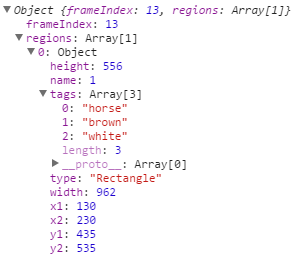 ▼ Object {frameIndex: 13, regions: Array[1]}
frameIndex: 13
▼ regions: Array[1]
▼ 0: Object
height: 556
name: 1
▼ tags: Array[3]
0: "horse"
1: "brown"
2: "white"
length: 3
▶ __proto__: Array[0]
type: "Rectangle"
width: 962
x1: 130
x2: 230
y1: 435
y2: 535